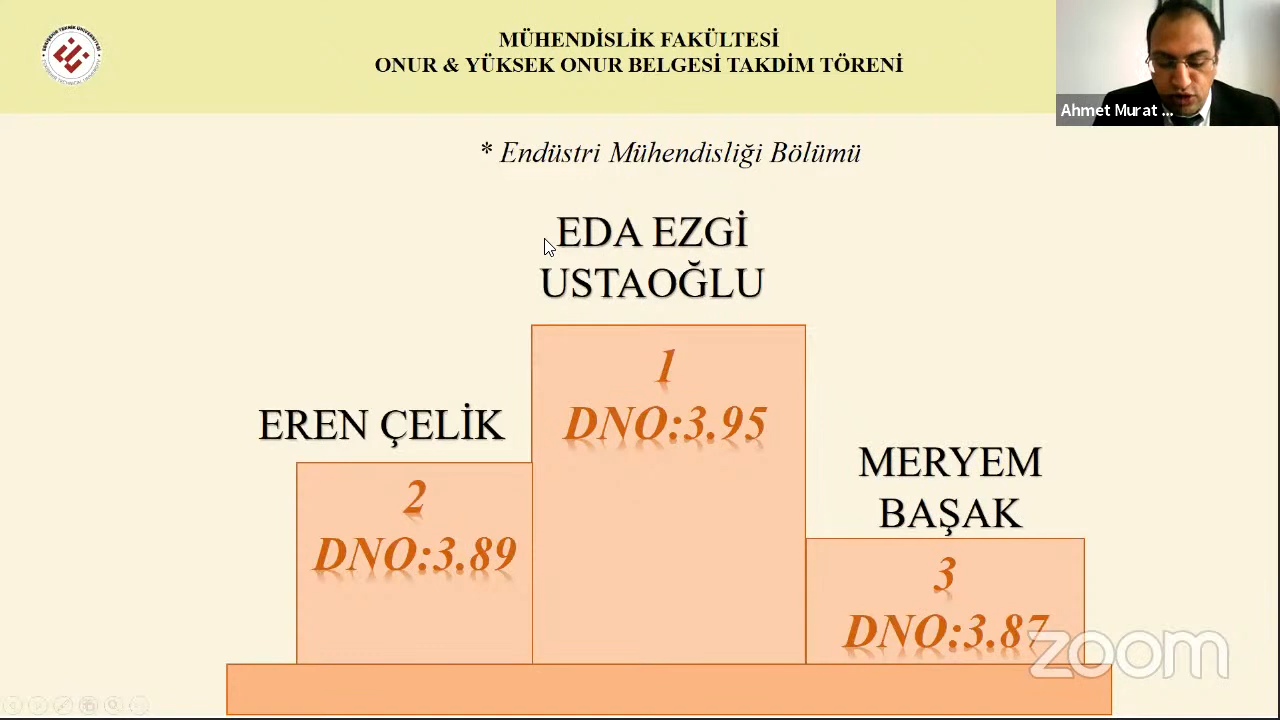 MÜHENDİSLİK FAKÜLTESİ
ONUR & YÜKSEK ONUR BELGESİ TAKDİM TÖRENİ
Ahmet Murat ...
* Endüstri Mühendisliği Bölümü
EDA EZGİ
USTAOĞLU
1
DNO:3.95
EREN ÇELİK
2
DNO:3.89
MERYEM
BAŞAK
3
DNO:3.87
zoom